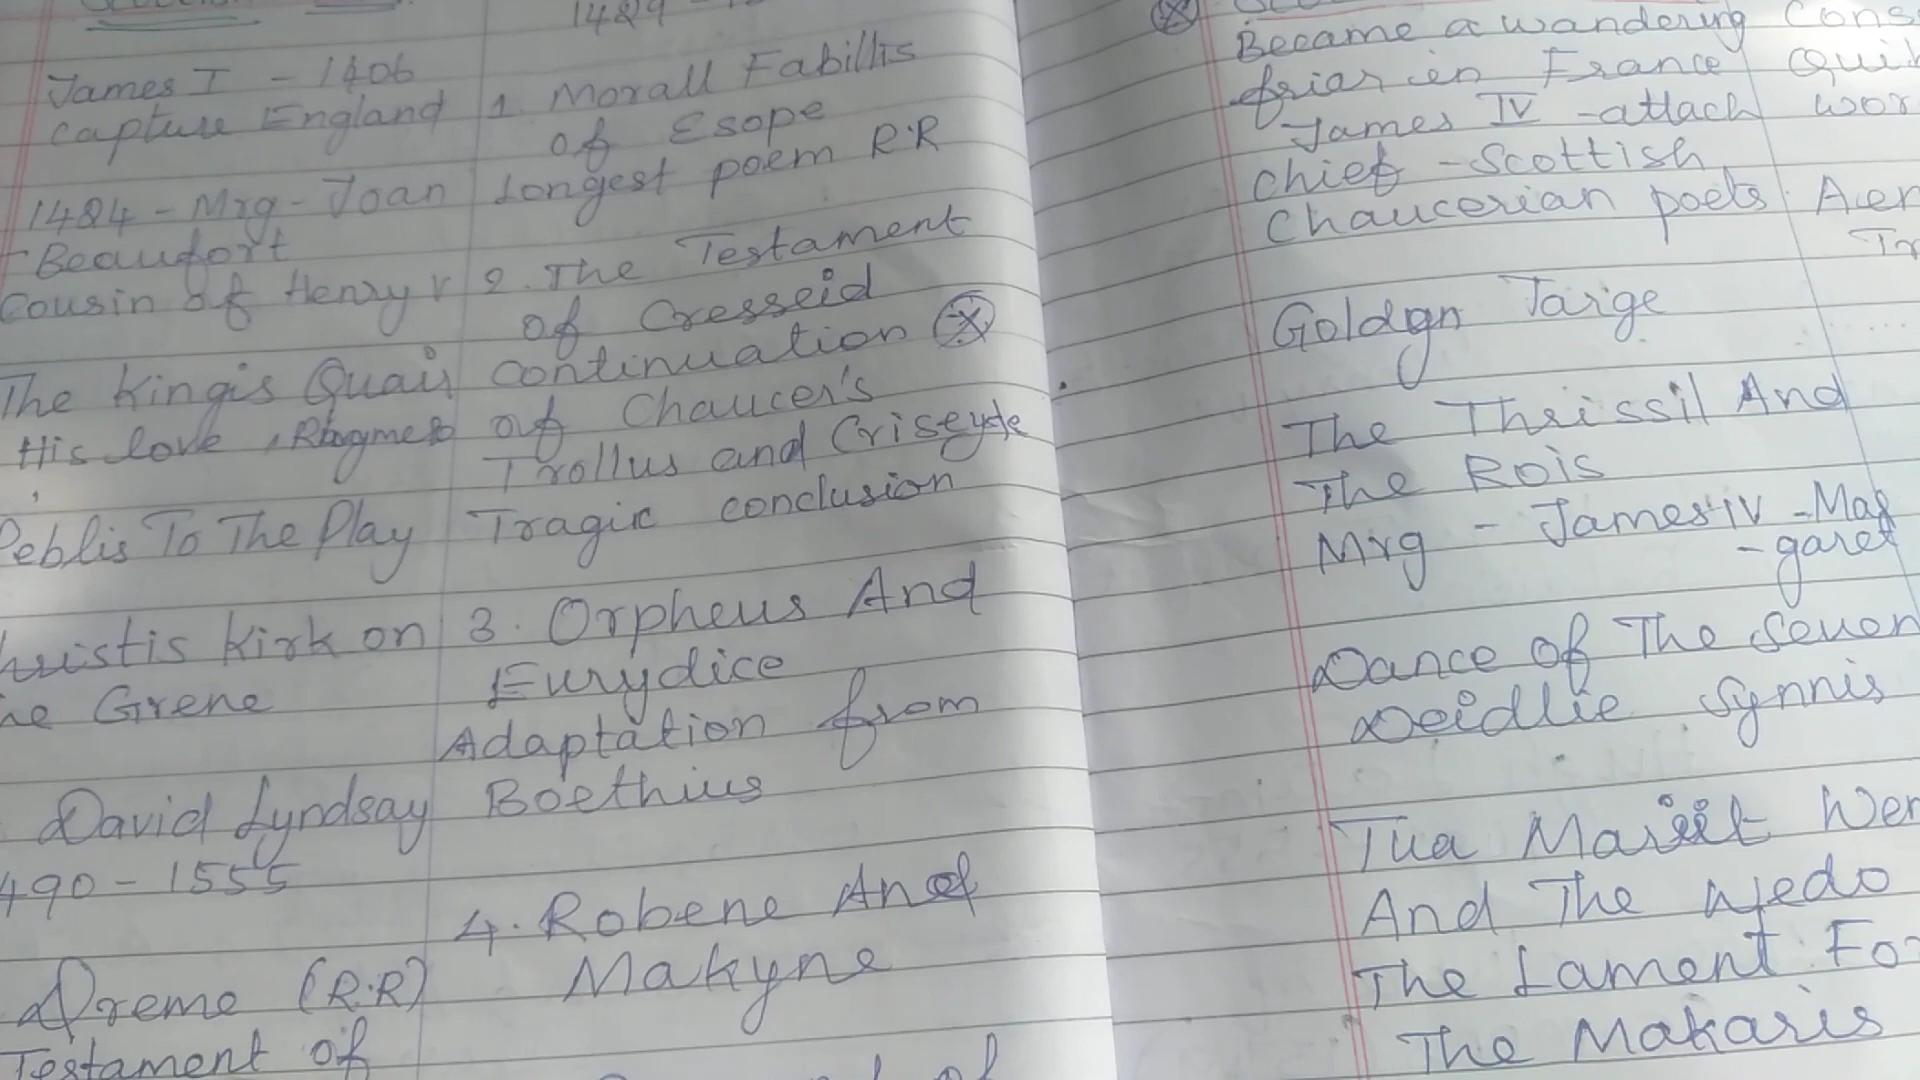 James I - 1406
capture England
1424 - Mrg - Joan
Beaufort
Cousin of Henry V
The Kingis Quair
His love, Rhyme
Peblis To The Play
Kirk on
Grene
David Lyndsay
490 - 1555
Dreme (R.R)
Testament of
1. Morall Fabillis
of Esope
Longest poem R.R
2. The Testament
of Cresseid
continuation
of Chaucer's
Trollus and Criseyde
Tragic conclusion
3. Orpheus And
Eurydice
Adaptation from
Boethius
4. Robene And
Makyne
of
Became a wandering
friar in France
James IV - attach
chief - Scottish
Chaucerian poets
Goldyn Targe
The Thrissil And
The Rois
Mrg - James IV - Mar
- garet
Dance of The Seven
Deidlie Synnis
Tua Mariit
And The Wedo
The Lament For
The Makaris